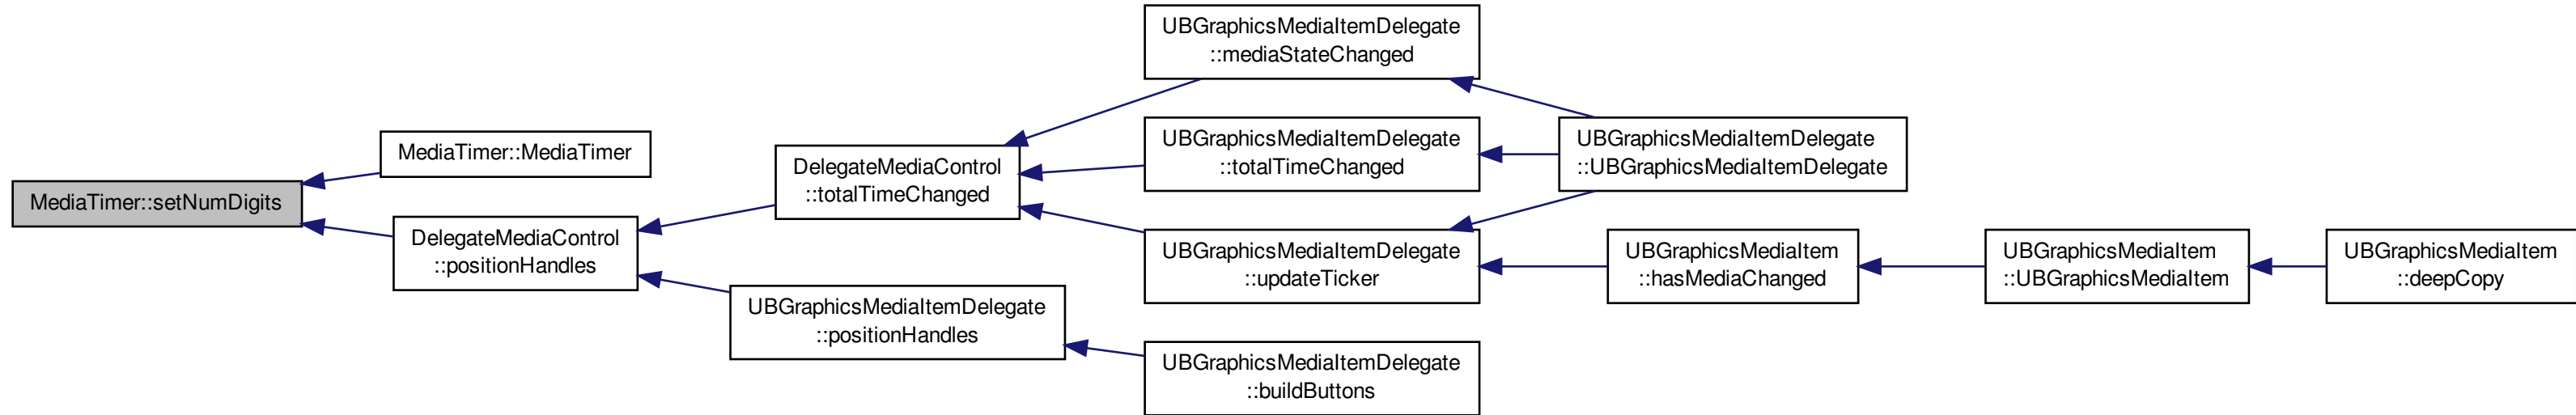 UBGraphicsMediaItemDelegate
::mediaStateChanged
MediaTimer::MediaTimer
MediaTimer::setNumDigits
DelegateMediaControl
::positionHandles
DelegateMediaControl
::totalTimeChanged
UBGraphicsMediaItemDelegate
::totalTimeChanged
UBGraphicsMediaItemDelegate
::UBGraphicsMediaItemDelegate
UBGraphicsMediaItemDelegate
::updateTicker
UBGraphicsMediaItem
::hasMediaChanged
UBGraphicsMediaItem
::UBGraphicsMediaItem
UBGraphicsMediaItem
::deepCopy
UBGraphicsMediaItemDelegate
::positionHandles
UBGraphicsMediaItemDelegate
::buildButtons